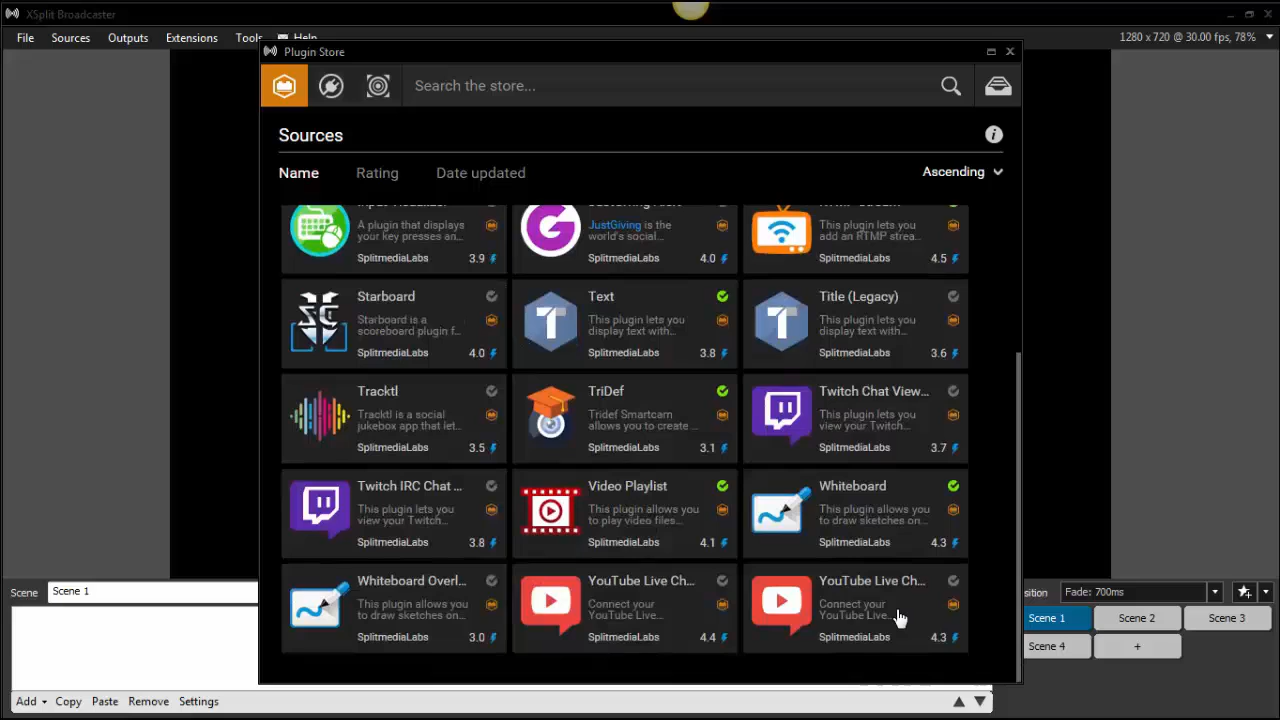 XSplit Broadcaster
File Sources Outputs Extensions Tools Help
1280 x 720 @ 30.00 fps, 78%
Plugin Store
Search the store...
Sources
Name Rating Date updated
Ascending
Input Visualizer
A plugin that displays
your key presses an...
SplitmediaLabs 3.9
JustGiving Alert
JustGiving is the
world's social...
SplitmediaLabs 4.0
RTMP Stream
This plugin lets you
add an RTMP strea...
SplitmediaLabs 4.5
Starboard
Starboard is a
scoreboard plugin f...
SplitmediaLabs 4.0
Text
This plugin lets you
display text with...
SplitmediaLabs 3.8
Title (Legacy)
This plugin lets you
display text with...
SplitmediaLabs 3.6
Tracktl
Tracktl is a social
jukebox app that let...
SplitmediaLabs 3.5
TriDef
Tridef Smartcam
allows you to create ...
SplitmediaLabs 3.1
Twitch Chat View...
This plugin lets you
view your Twitch...
SplitmediaLabs 3.7
Twitch IRC Chat ...
This plugin lets you
view your Twitch...
SplitmediaLabs 3.8
Video Playlist
This plugin allows you
to play video files...
SplitmediaLabs 4.1
Whiteboard
This plugin allows you
to draw sketches on...
SplitmediaLabs 4.3
Whiteboard Overl...
This plugin allows you
to draw sketches on...
SplitmediaLabs 3.0
YouTube Live Ch...
Connect your
YouTube Live...
SplitmediaLabs 4.4
YouTube Live Ch...
Connect your
YouTube Live...
SplitmediaLabs 4.3
Scene Scene 1
sition Fade: 700ms
Scene 1 Scene 2 Scene 3
Scene 4 +
Add Copy Paste Remove Settings